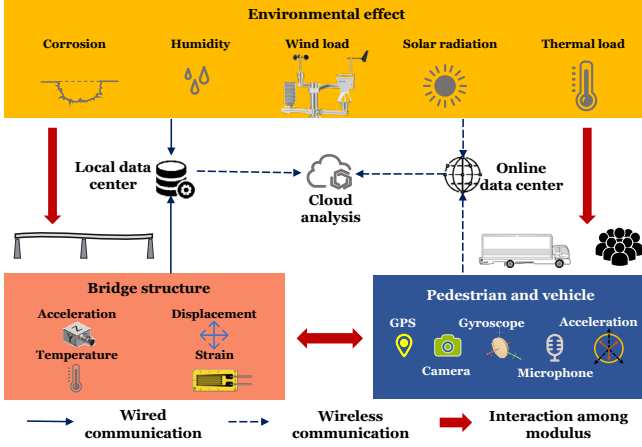 Environmental effect
Corrosion
Humidity
Wind load
Solar radiation
Thermal load
Local data
center
Cloud
analysis
Online
data center
Bridge structure
Acceleration
Displacement
Temperature
Strain
Pedestrian and vehicle
GPS
Gyroscope
Acceleration
Camera
Microphone
Wired
communication
Wireless
communication
Interaction among
modulus